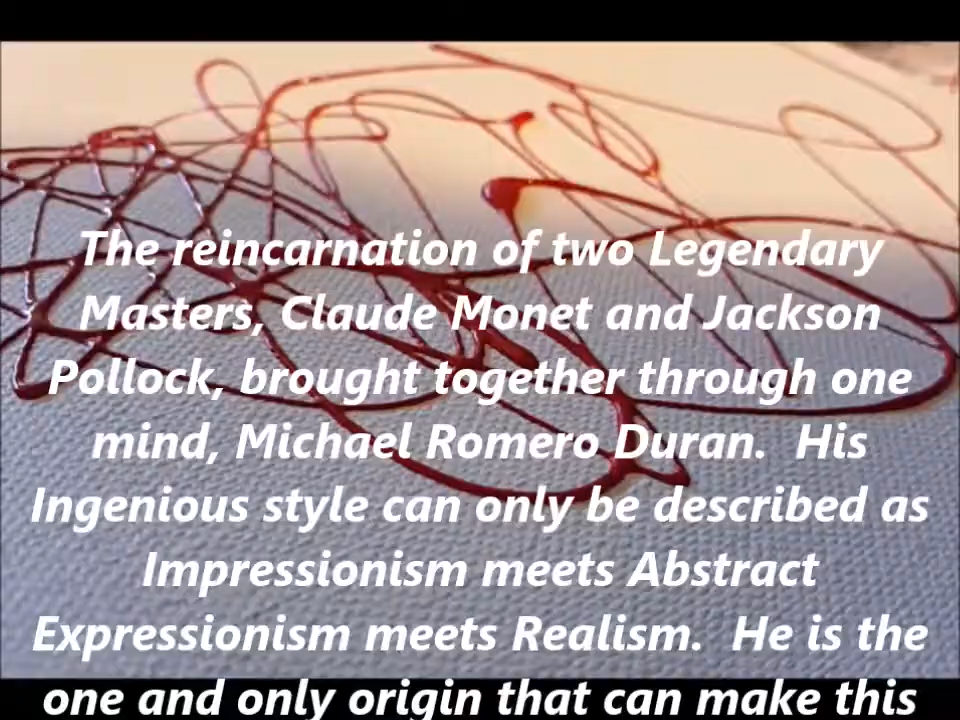 The reincarnation of two Legendary
Masters, Claude Monet and Jackson
Pollock, brought together through one
mind, Michael Romero Duran.  His
Ingenious style can only be described as
Impressionism meets Abstract
Expressionism meets Realism.  He is the
one and only origin that can make this